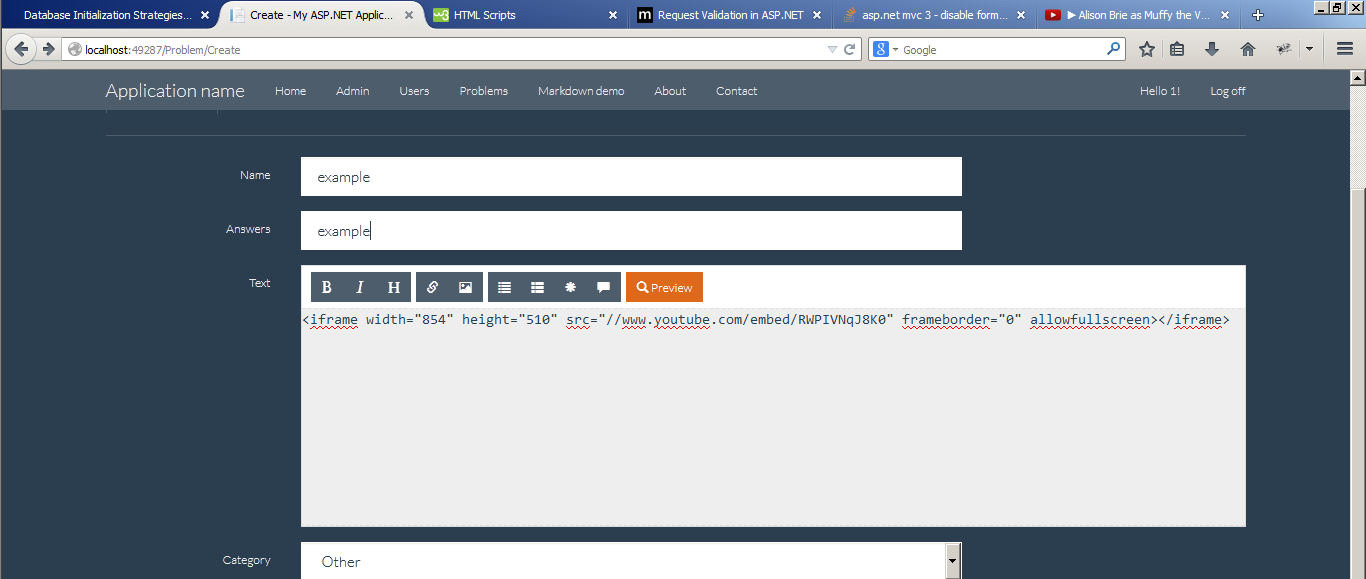 Database Initialization Strategies...
Create - My ASP.NET Applic...
HTML Scripts
Request Validation in ASP.NET
asp.net mvc 3 - disable form...
▶ Alison Brie as Muffy the V...
localhost:49287/Problem/Create
Google
Application name Home Admin Users Problems Markdown demo About Contact Hello 1! Log off
Name example
Answers example
Text
B I H Preview
<iframe width="854" height="510" src="//www.youtube.com/embed/RWPIVNqJ8K0" frameborder="0" allowfullscreen></iframe>
Category Other